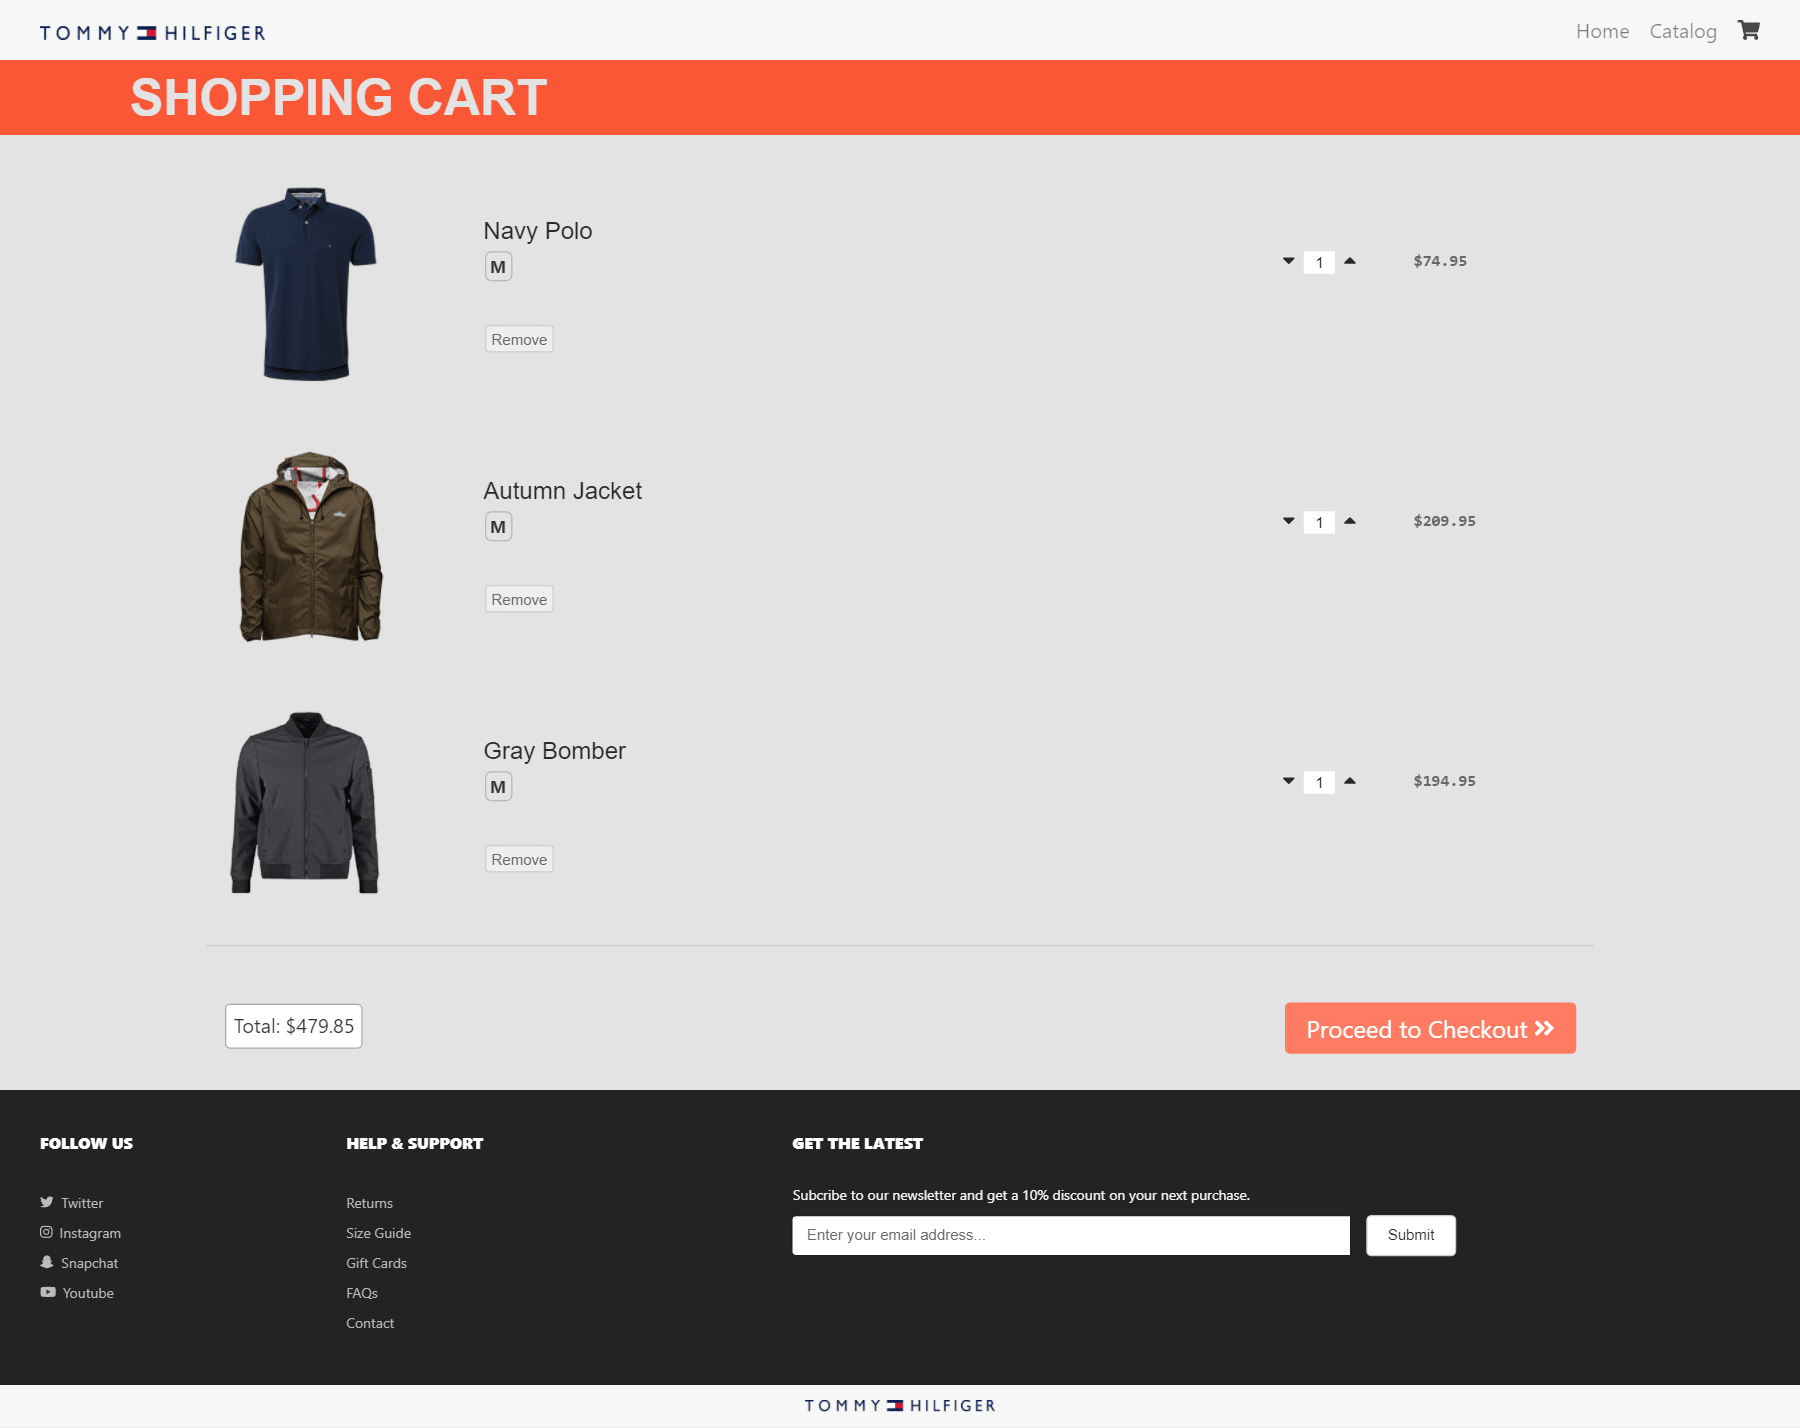 TOMMY HILFIGER
Home Catalog
SHOPPING CART
Navy Polo
M
1 $74.95
Remove
Autumn Jacket
M
1 $209.95
Remove
Gray Bomber
M
1 $194.95
Remove
Total: $479.85
Proceed to Checkout
FOLLOW US
Twitter
Instagram
Snapchat
Youtube
HELP & SUPPORT
Returns
Size Guide
Gift Cards
FAQs
Contact
GET THE LATEST
Subcribe to our newsletter and get a 10% discount on your next purchase.
Enter your email address...
Submit
TOMMY HILFIGER